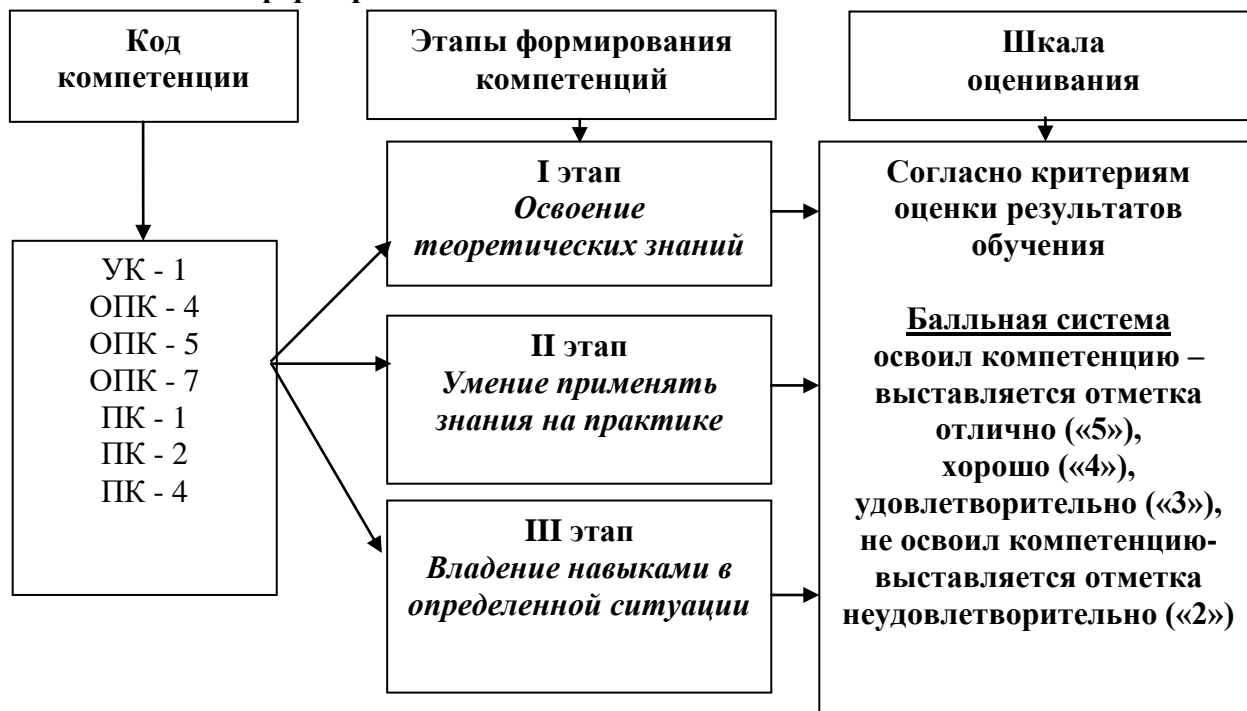 Код
компетенции
Этапы формирования
компетенций
Шкала
оценивания
УК - 1
ОПК - 4
ОПК - 5
ОПК - 7
ПК - 1
ПК - 2
ПК - 4
I этап
Освоение
теоретических знаний
II этап
Умение применять
знания на практике
III этап
Владение навыками в
определенной ситуации
Согласно критериям
оценки результатов
обучения
Балльная система
освоил компетенцию –
выставляется отметка
отлично («5»),
хорошо («4»),
удовлетворительно («3»),
не освоил компетенцию-
выставляется отметка
неудовлетворительно («2»)